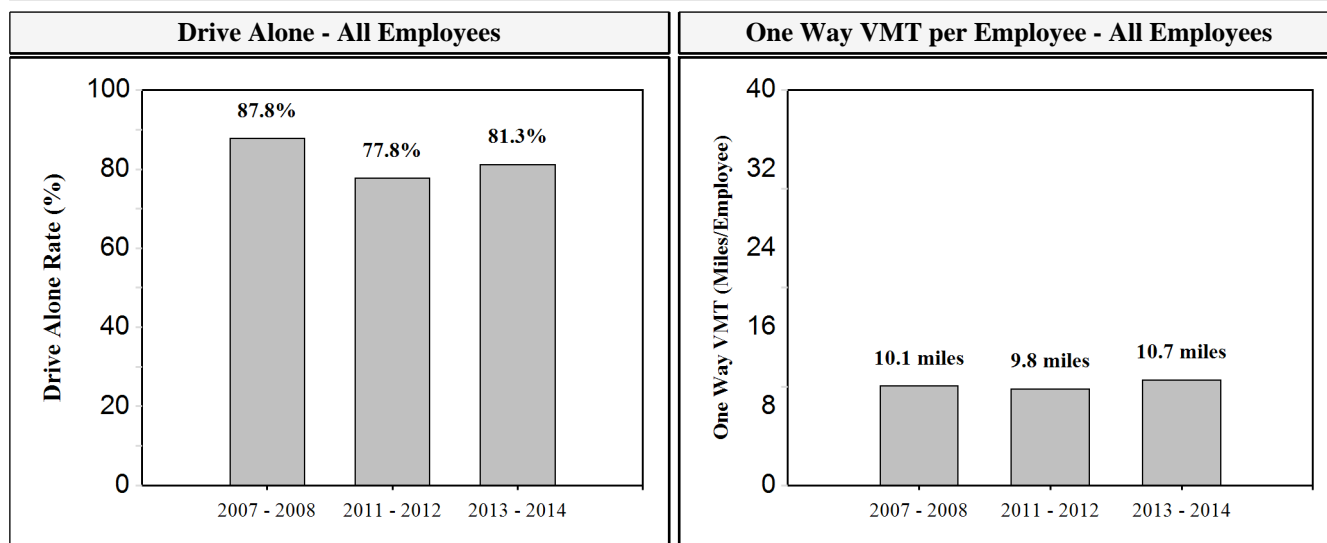 Drive Alone - All Employees
One Way VMT per Employee - All Employees
Drive Alone Rate (%)
100
80
60
40
20
0
87.8%
77.8%
81.3%
2007 - 2008
2011 - 2012
2013 - 2014
One Way VMT (Miles/Employee)
40
32
24
16
8
0
10.1 miles
9.8 miles
10.7 miles
2007 - 2008
2011 - 2012
2013 - 2014